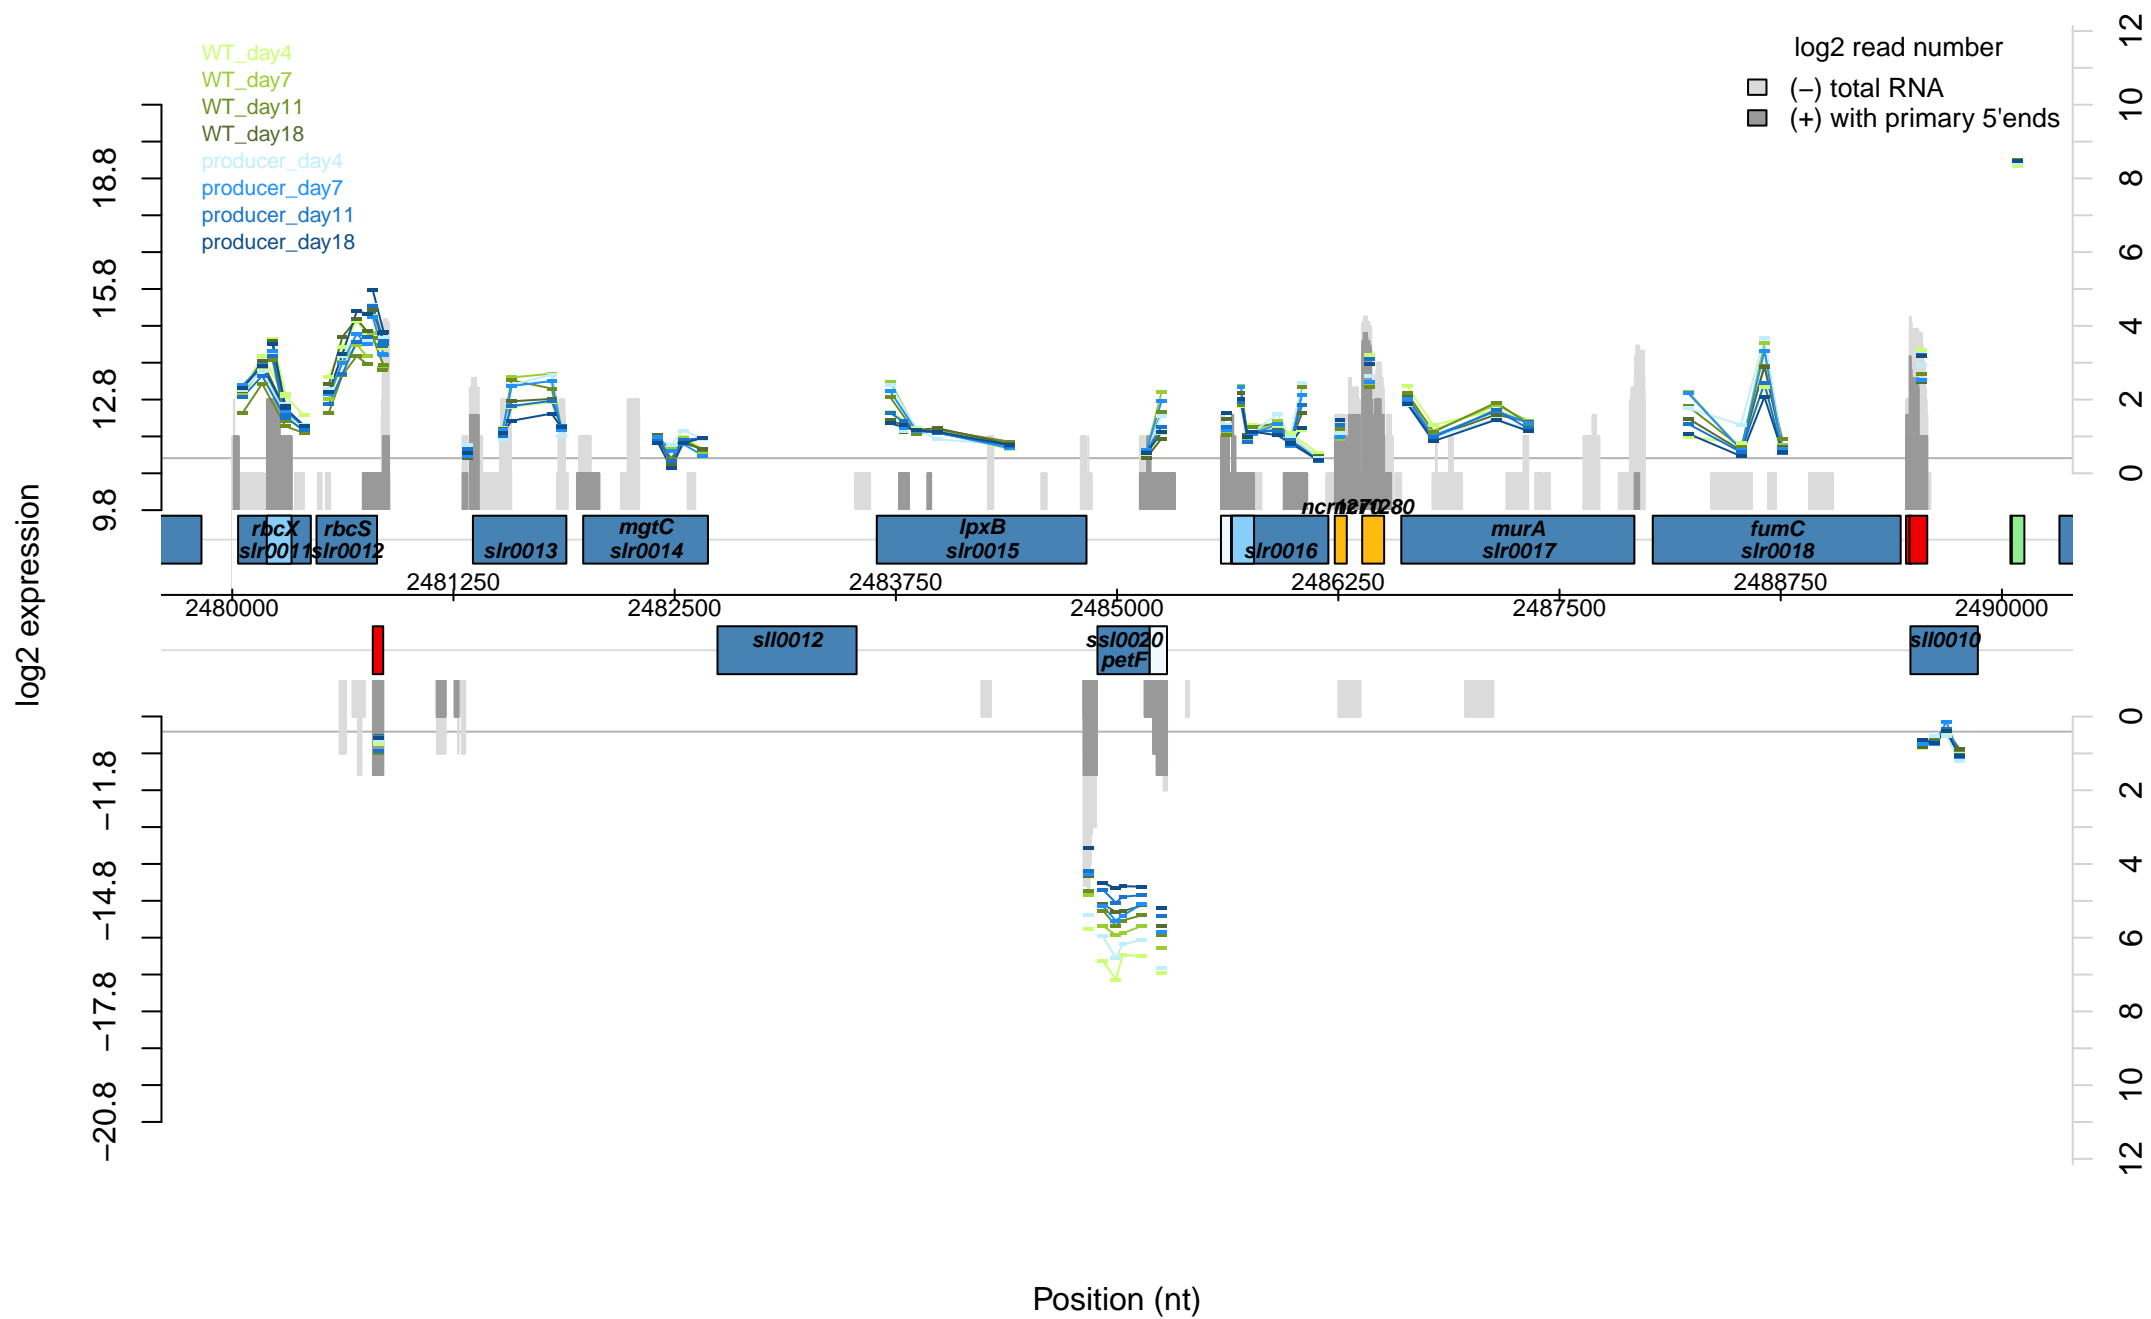 WT_day4
WT_day7
WT_day11
WT_day18
producer_day4
producer_day7
producer_day11
producer_day18
log2 read number
(−) total RNA
(+) with primary 5'ends
log2 expression
18.8
15.8
12.8
9.8
12
10
8
6
4
2
0
ncrn1280
rbcX
slr0011
rbcS
slr0012
slr0013
mgtC
slr0014
lpxB
slr0015
slr0016
murA
slr0017
fumC
slr0018
2481250
2483750
2486250
2488750
2480000
2482500
2485000
2487500
2490000
sll0012
ssl0020
petF
sll0010
−11.8
−14.8
−17.8
−20.8
0
2
4
6
8
10
12
Position (nt)